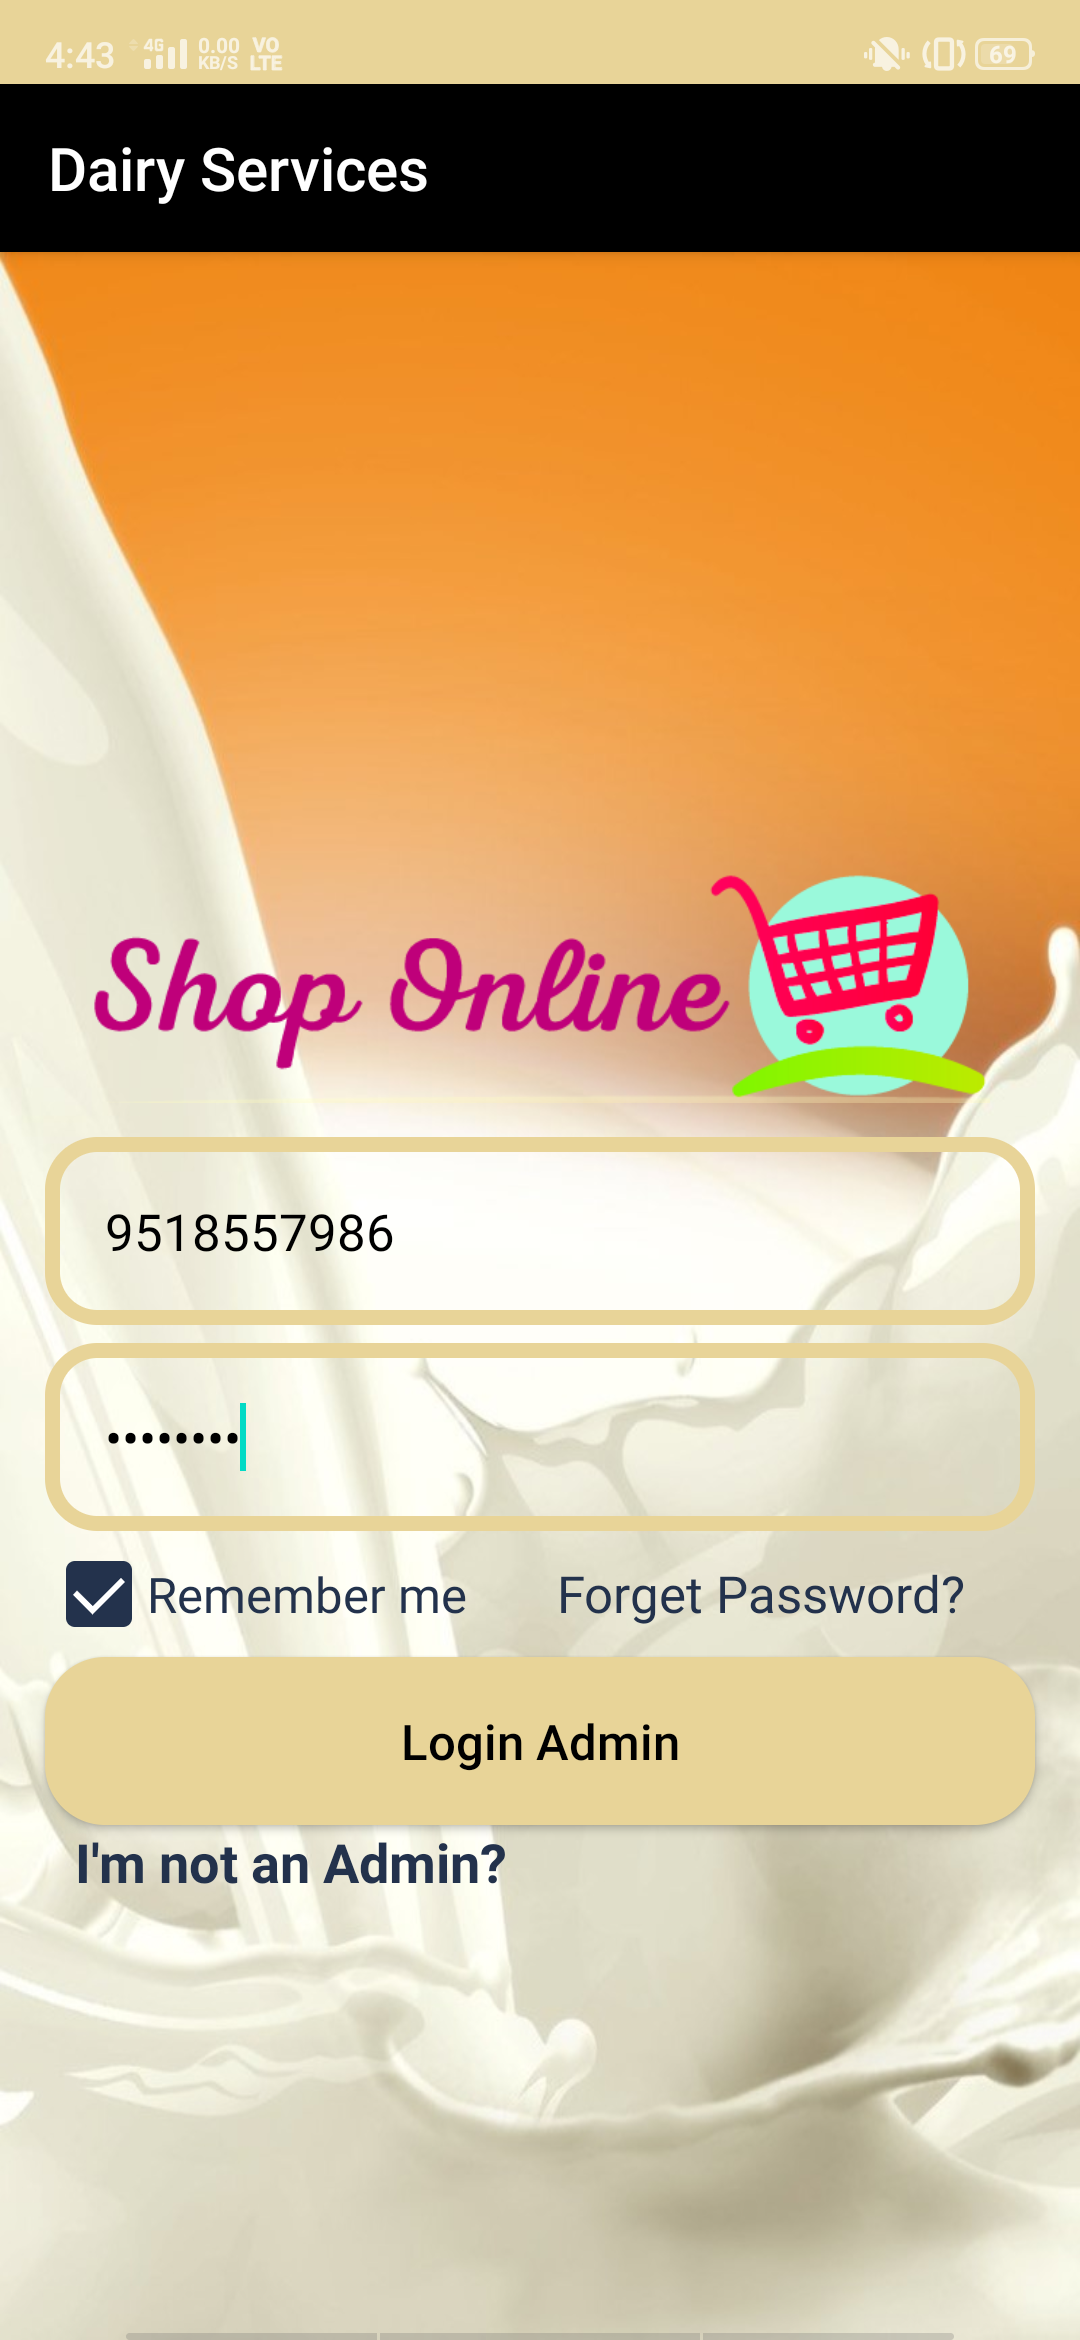 4:43 4G 0.00 KB/S VO LTE 69
Dairy Services
Shop Online
9518557986
••••••••
Remember me Forget Password?
Login Admin
I'm not an Admin?